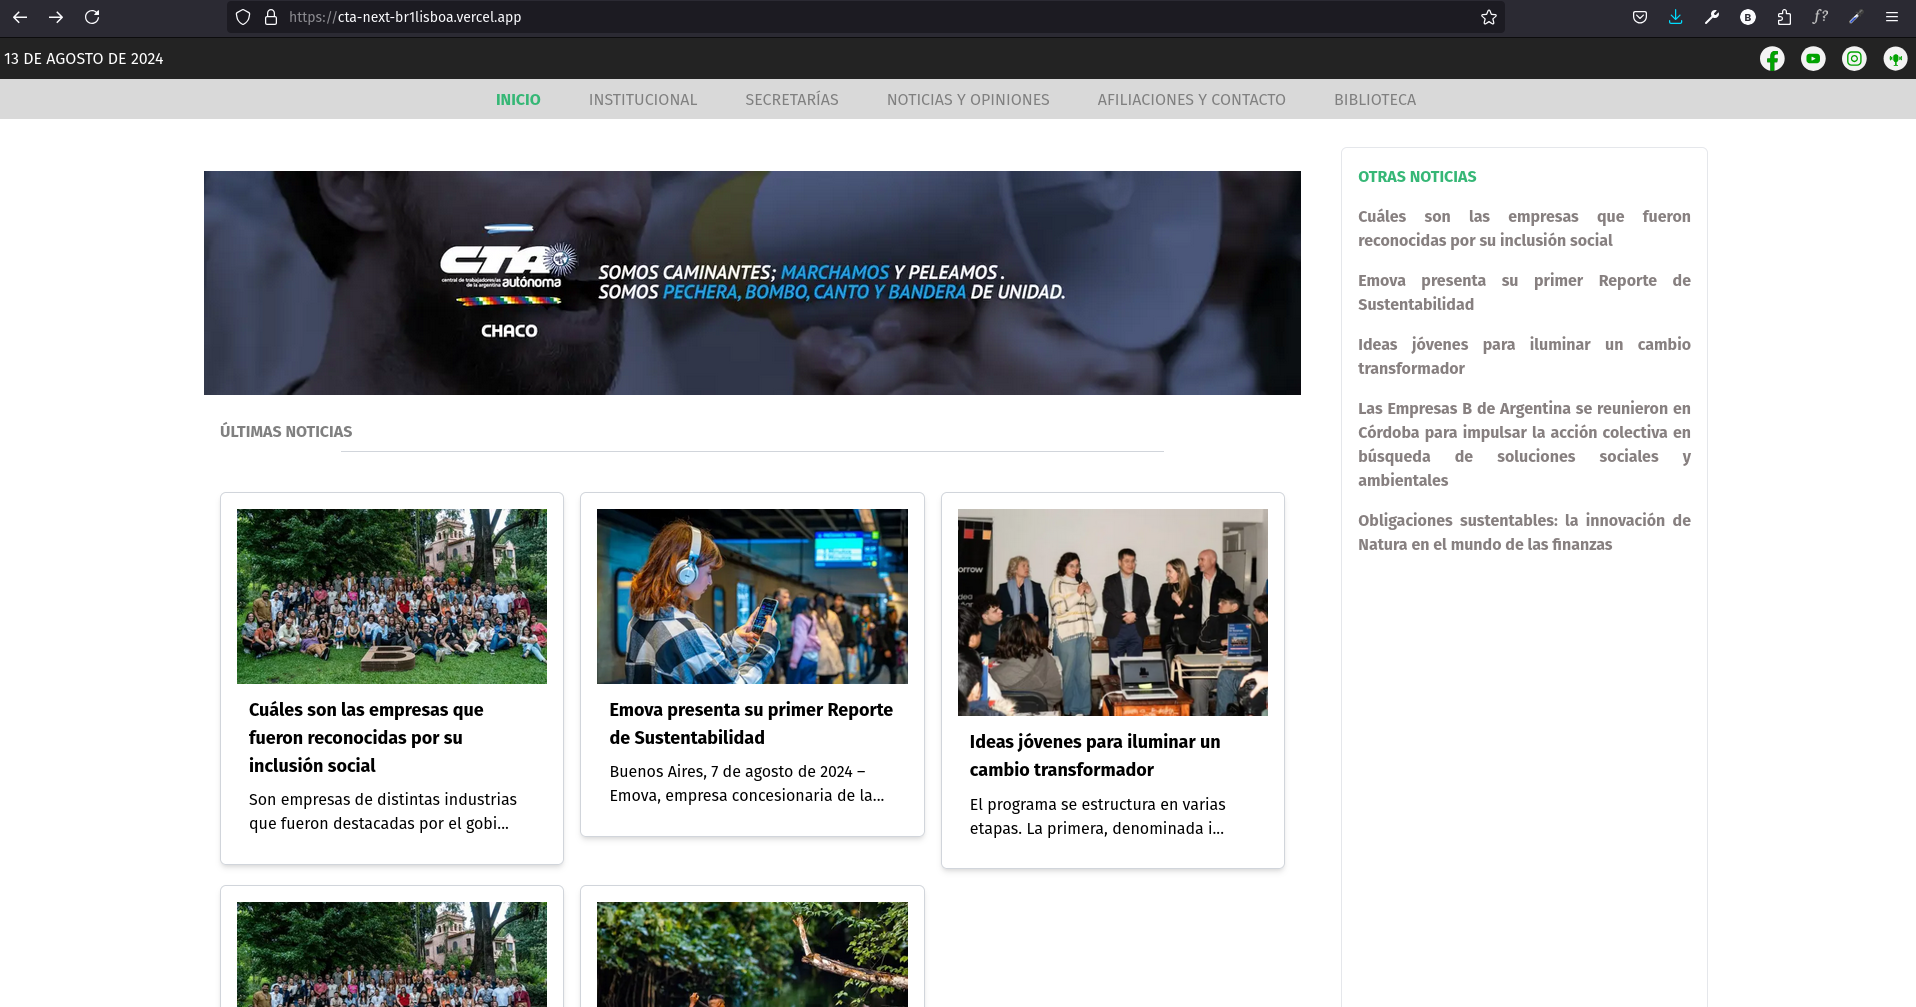 https://cta-next-br1lisboa.vercel.app
B
f?
13 DE AGOSTO DE 2024
INICIO
INSTITUCIONAL
SECRETARÍAS
NOTICIAS Y OPINIONES
AFILIACIONES Y CONTACTO
BIBLIOTECA
CTA
central de trabajadores/as
de la argentina autónoma
CHACO
SOMOS CAMINANTES; MARCHAMOS Y PELEAMOS .
SOMOS PECHERA, BOMBO, CANTO Y BANDERA DE UNIDAD.
ÚLTIMAS NOTICIAS
B
Cuáles son las empresas que
fueron reconocidas por su
inclusión social
Son empresas de distintas industrias
que fueron destacadas por el gobi...
Emova presenta su primer Reporte
de Sustentabilidad
Buenos Aires, 7 de agosto de 2024 –
Emova, empresa concesionaria de la...
orrow
Ideas jóvenes para iluminar un
cambio transformador
El programa se estructura en varias
etapas. La primera, denominada i...
OTRAS NOTICIAS
Cuáles son las empresas que fueron
reconocidas por su inclusión social
Emova presenta su primer Reporte de
Sustentabilidad
Ideas jóvenes para iluminar un cambio
transformador
Las Empresas B de Argentina se reunieron en
Córdoba para impulsar la acción colectiva en
búsqueda de soluciones sociales y
ambientales
Obligaciones sustentables: la innovación de
Natura en el mundo de las finanzas